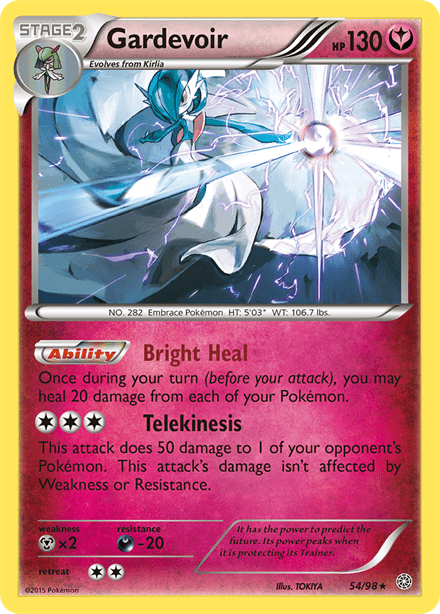 STAGE2 Gardevoir HP130
Evolves from Kirlia
NO. 282 Embrace Pokémon HT: 5'03" WT: 106.7 lbs.
Ability Bright Heal
Once during your turn (before your attack), you may
heal 20 damage from each of your Pokémon.
Telekinesis
This attack does 50 damage to 1 of your opponent's
Pokémon. This attack's damage isn't affected by
Weakness or Resistance.
weakness resistance
×2 -20
retreat
It has the power to predict the
future. Its power peaks when
it is protecting its Trainer.
©2015 Pokémon Illus. TOKIYA 54/98★